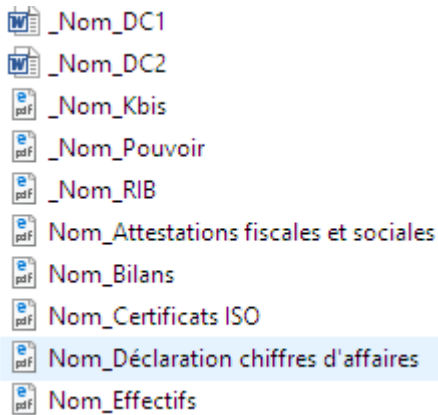 _Nom_DC1
_Nom_DC2
_Nom_Kbis
_Nom_Pouvoir
_Nom_RIB
Nom_Attestations fiscales et sociales
Nom_Bilans
Nom_Certificats ISO
Nom_Déclaration chiffres d'affaires
Nom_Effectifs